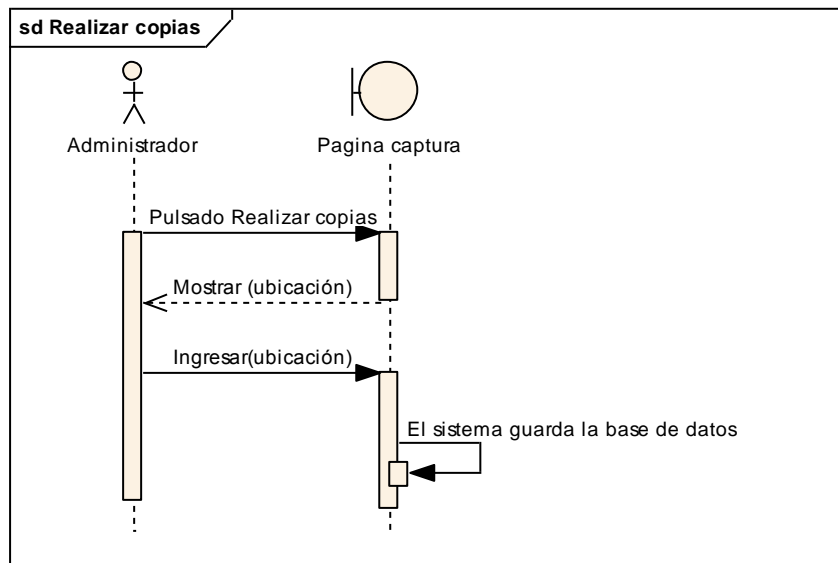 sd Realizar copias
Administrador
Pagina captura
Pulsado Realizar copias
Mostrar (ubicación)
Ingresar(ubicación)
El sistema guarda la base de datos